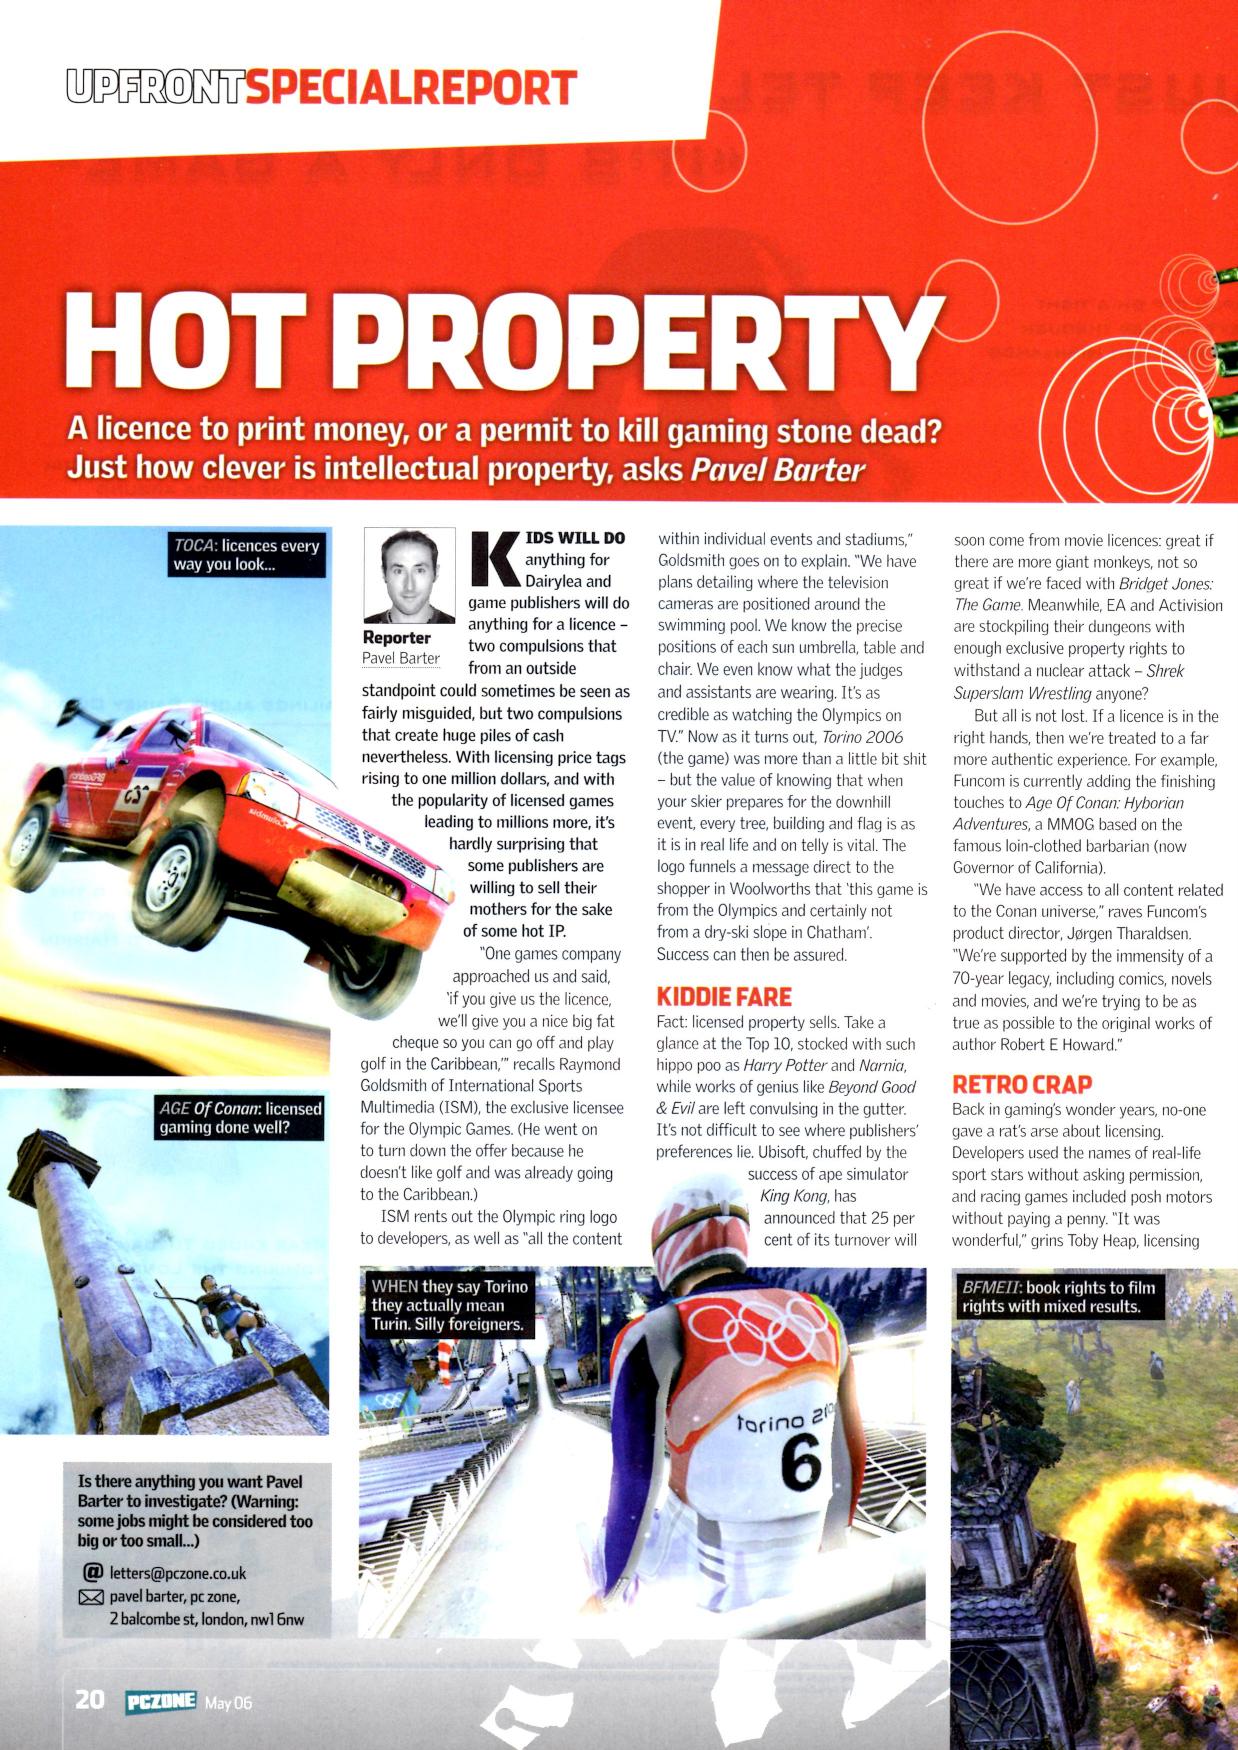 UPFRONTSPECIALREPORT
HOT PROPERTY
A licence to print money, or a permit to kill gaming stone dead?
Just how clever is intellectual property, asks Pavel Barter
TOCA: licences every
way you look...
AGE Of Conan: licensed
gaming done well?
Is there anything you want Pavel
Barter to investigate? (Warning:
some jobs might be considered too
big or too small...)
@ letters@pczone.co.uk
pavel barter, pc zone,
2 balcombe st, london, nw1 6nw
Reporter
Pavel Barter
KIDS WILL DO
anything for
Dairylea and
game publishers will do
anything for a licence –
two compulsions that
from an outside
standpoint could sometimes be seen as
fairly misguided, but two compulsions
that create huge piles of cash
nevertheless. With licensing price tags
rising to one million dollars, and with
the popularity of licensed games
leading to millions more, it's
hardly surprising that
some publishers are
willing to sell their
mothers for the sake
of some hot IP.
"One games company
approached us and said,
'if you give us the licence,
we'll give you a nice big fat
cheque so you can go off and play
golf in the Caribbean,'" recalls Raymond
Goldsmith of International Sports
Multimedia (ISM), the exclusive licensee
for the Olympic Games. (He went on
to turn down the offer because he
doesn't like golf and was already going
to the Caribbean.)
ISM rents out the Olympic ring logo
to developers, as well as "all the content
within individual events and stadiums,"
Goldsmith goes on to explain. "We have
plans detailing where the television
cameras are positioned around the
swimming pool. We know the precise
positions of each sun umbrella, table and
chair. We even know what the judges
and assistants are wearing. It's as
credible as watching the Olympics on
TV." Now as it turns out, Torino 2006
(the game) was more than a little bit shit
– but the value of knowing that when
your skier prepares for the downhill
event, every tree, building and flag is as
it is in real life and on telly is vital. The
logo funnels a message direct to the
shopper in Woolworths that 'this game is
from the Olympics and certainly not
from a dry-ski slope in Chatham'.
Success can then be assured.
KIDDIE FARE
Fact: licensed property sells. Take a
glance at the Top 10, stocked with such
hippo poo as Harry Potter and Narnia,
while works of genius like Beyond Good
& Evil are left convulsing in the gutter.
It's not difficult to see where publishers'
preferences lie. Ubisoft, chuffed by the
success of ape simulator
King Kong, has
announced that 25 per
cent of its turnover will
soon come from movie licences: great if
there are more giant monkeys, not so
great if we're faced with Bridget Jones:
The Game. Meanwhile, EA and Activision
are stockpiling their dungeons with
enough exclusive property rights to
withstand a nuclear attack – Shrek
Superslam Wrestling anyone?
But all is not lost. If a licence is in the
right hands, then we're treated to a far
more authentic experience. For example,
Funcom is currently adding the finishing
touches to Age Of Conan: Hyborian
Adventures, a MMOG based on the
famous loin-clothed barbarian (now
Governor of California).
"We have access to all content related
to the Conan universe," raves Funcom's
product director, Jørgen Tharaldsen.
"We're supported by the immensity of a
70-year legacy, including comics, novels
and movies, and we're trying to be as
true as possible to the original works of
author Robert E Howard."
RETRO CRAP
Back in gaming's wonder years, no-one
gave a rat's arse about licensing.
Developers used the names of real-life
sport stars without asking permission,
and racing games included posh motors
without paying a penny. "It was
wonderful," grins Toby Heap, licensing
WHEN they say Torino
they actually mean
Turin. Silly foreigners.
torino
6
BFMEII: book rights to film
rights with mixed results.
20 PCZONE May 06